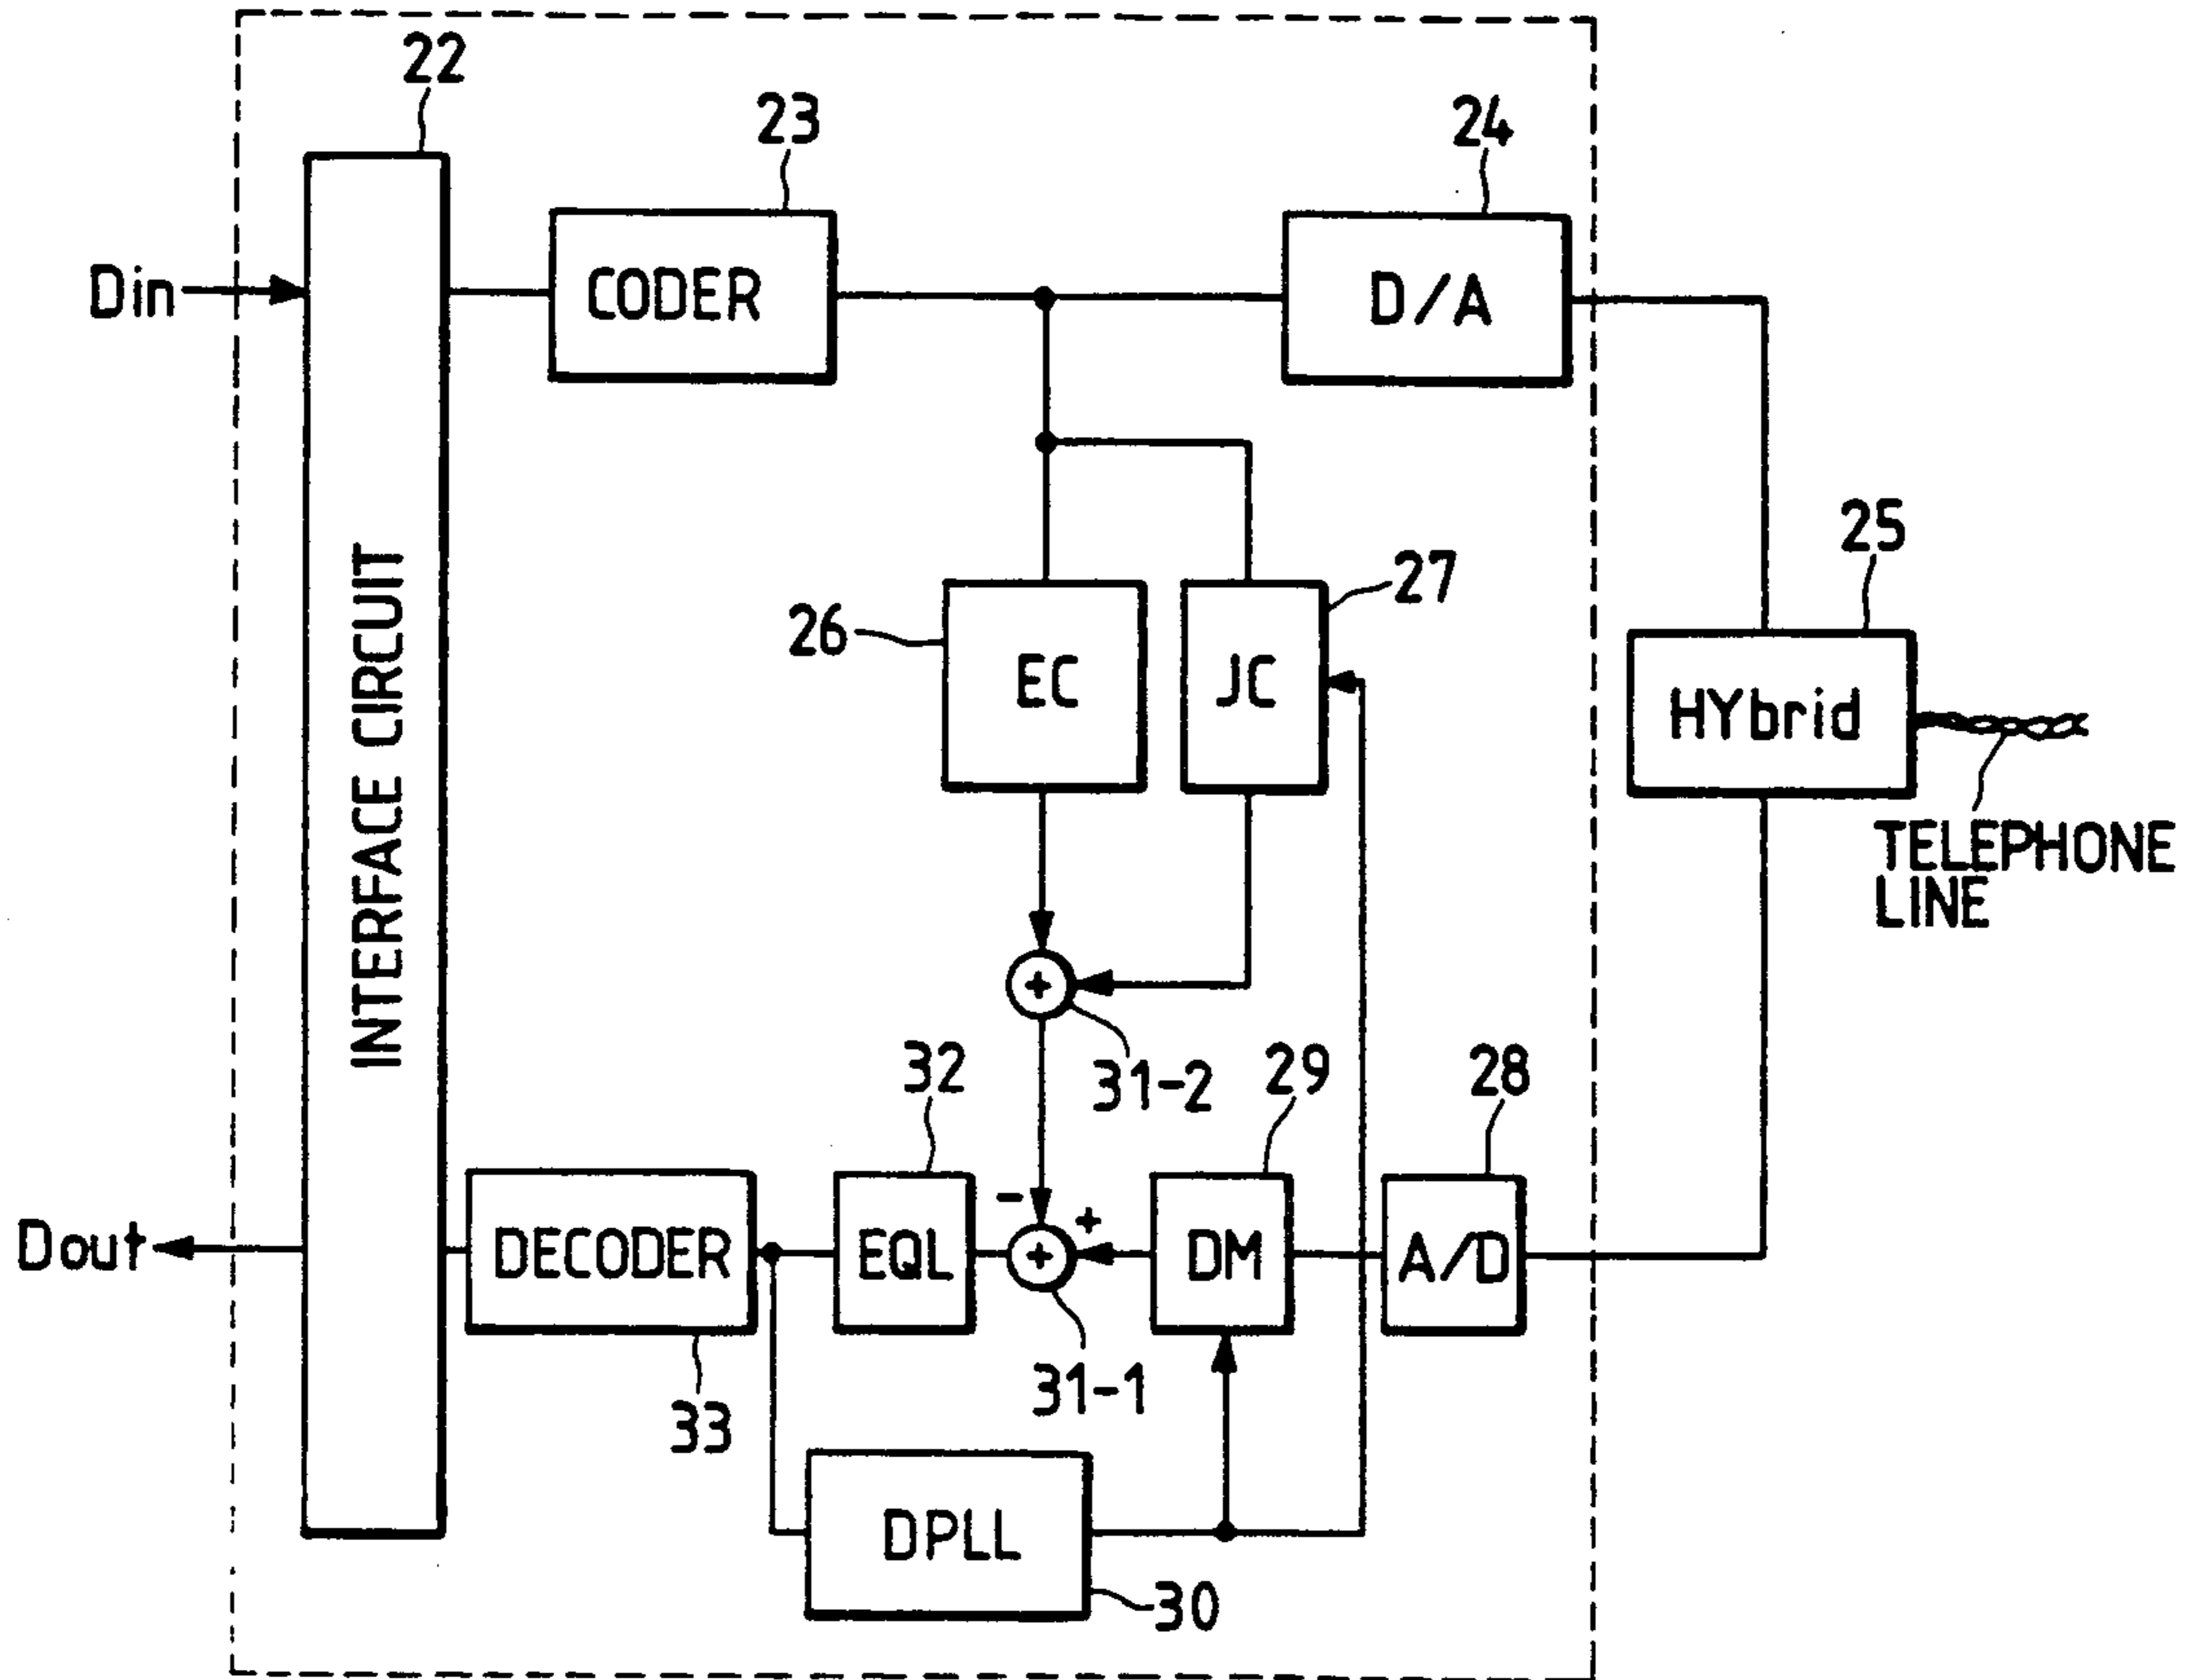 22
23
24
Din
CODER
D/A
25
27
26
EC
JC
HYbrid
INTERFACE CIRCUIT
TELEPHONE
LINE
+
31-2
32
29
28
-
+
Dout
DECODER
EQL
+
DM
A/D
31-1
33
DPLL
30